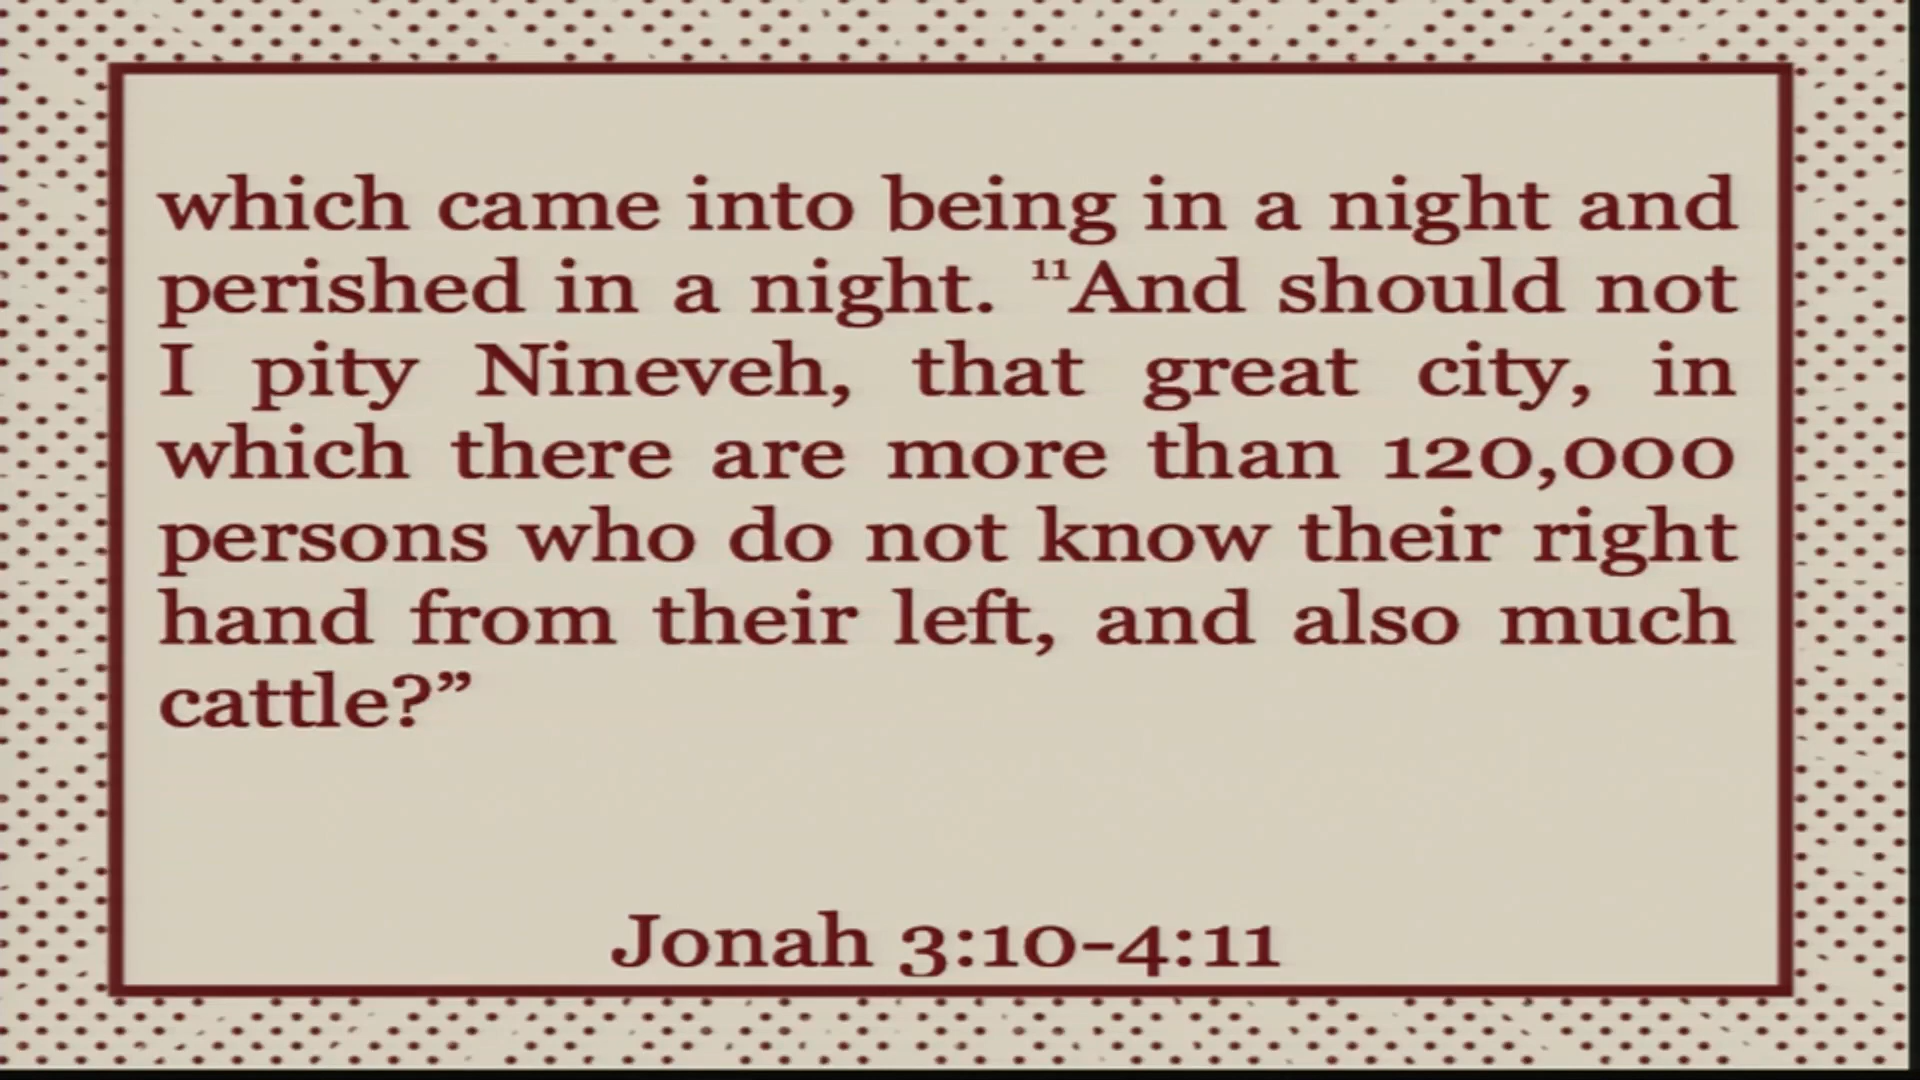 which came into being in a night and
perished in a night. ¹¹And should not
I pity Nineveh, that great city, in
which there are more than 120,000
persons who do not know their right
hand from their left, and also much
cattle?”
Jonah 3:10-4:11